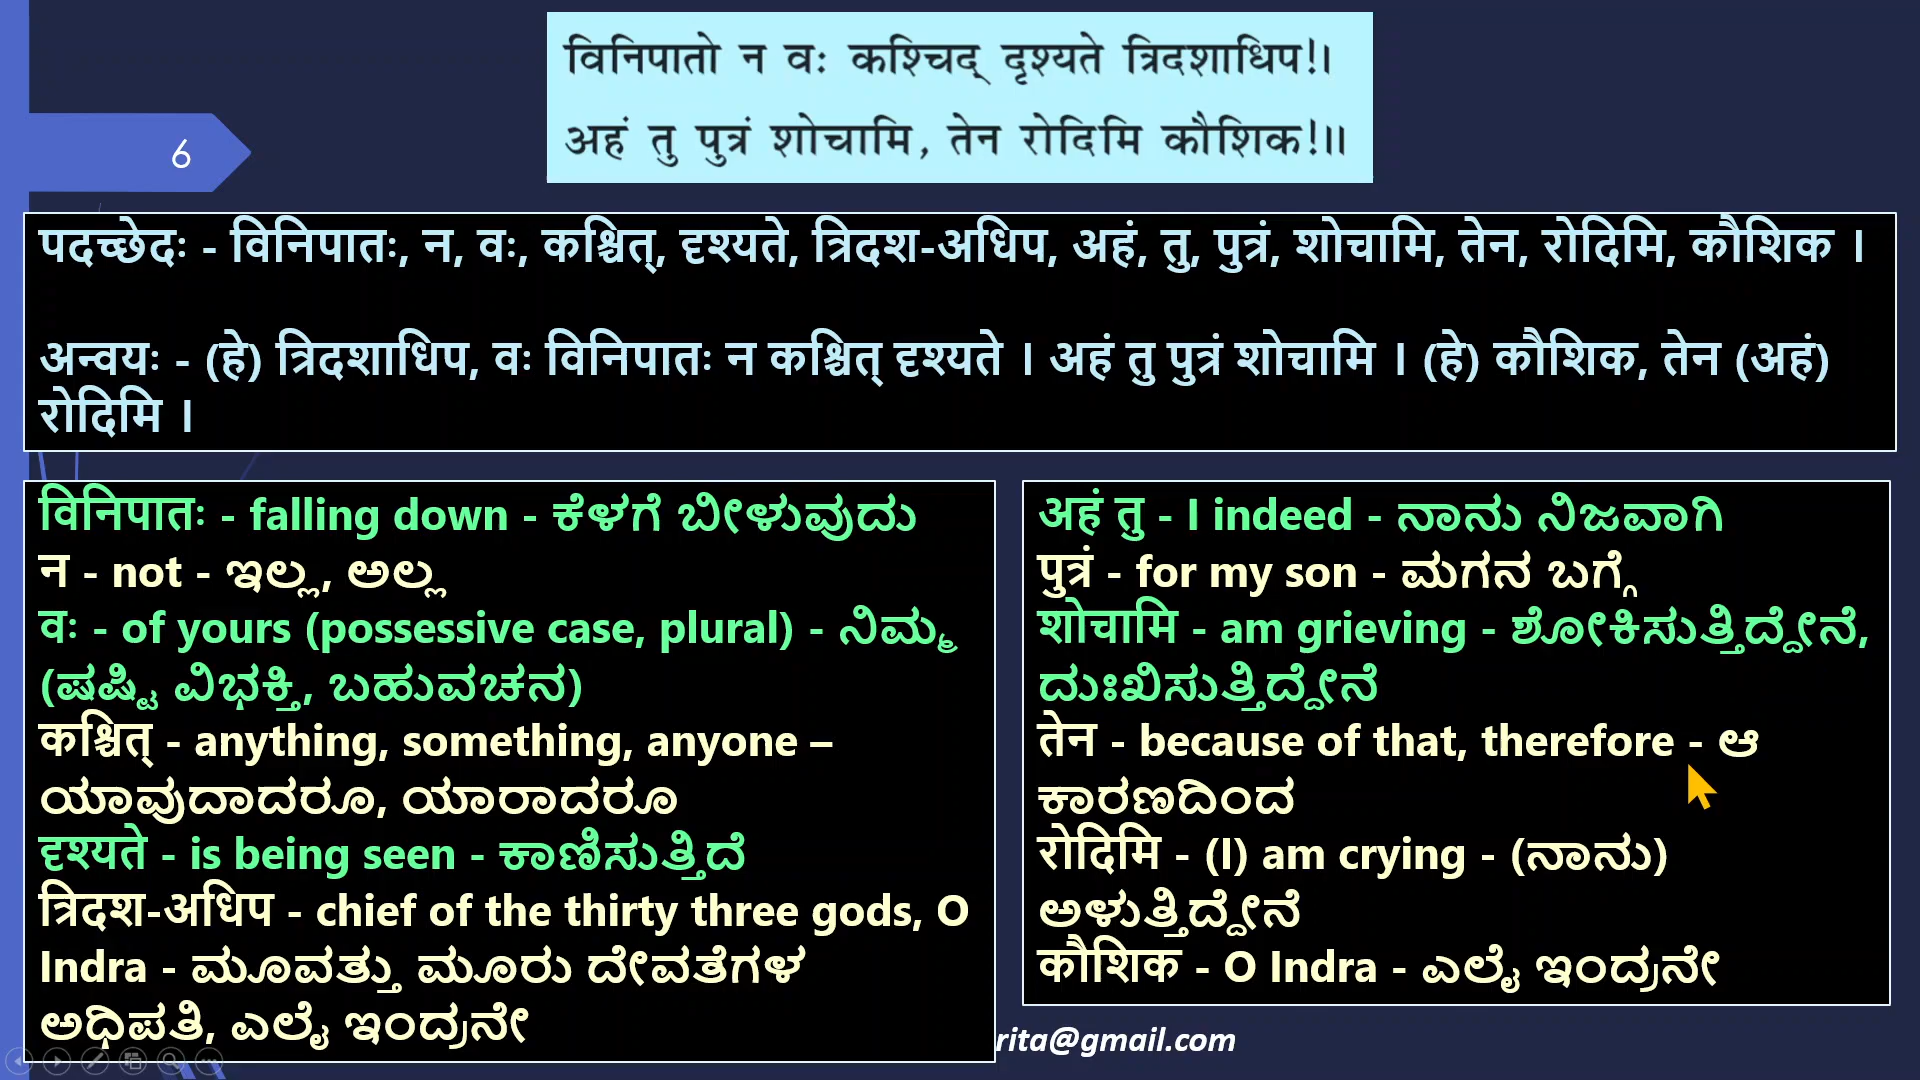 विनिपातो न वः कश्चिद् दृश्यते त्रिदशाधिप!।
अहं तु पुत्रं शोचामि, तेन रोदिमि कौशिक!।।
6
पदच्छेदः - विनिपातः, न, वः, कश्चित्, दृश्यते, त्रिदश-अधिप, अहं, तु, पुत्रं, शोचामि, तेन, रोदिमि, कौशिक ।
अन्वयः - (हे) त्रिदशाधिप, वः विनिपातः न कश्चित् दृश्यते । अहं तु पुत्रं शोचामि । (हे) कौशिक, तेन (अहं)
रोदिमि ।
विनिपातः - falling down - ಕೆಳಗೆ ಬೀಳುವುದು
न - not - ಇಲ್ಲ, ಅಲ್ಲ
वः - of yours (possessive case, plural) - ನಿಮ್ಮ
(ಷಷ್ಟಿ ವಿಭಕ್ತಿ, ಬಹುವಚನ)
कश्चित् - anything, something, anyone –
ಯಾವುದಾದರೂ, ಯಾರಾದರೂ
दृश्यते - is being seen - ಕಾಣಿಸುತ್ತಿದೆ
त्रिदश-अधिप - chief of the thirty three gods, O
Indra - ಮೂವತ್ತು ಮೂರು ದೇವತೆಗಳ
ಅಧಿಪತಿ, ಎಲೈ ಇಂದ್ರನೇ
अहं तु - I indeed - ನಾನು ನಿಜವಾಗಿ
पुत्रं - for my son - ಮಗನ ಬಗ್ಗೆ
शोचामि - am grieving - ಶೋಕಿಸುತ್ತಿದ್ದೇನೆ,
ದುಃಖಿಸುತ್ತಿದ್ದೇನೆ
तेन - because of that, therefore - ಆ
ಕಾರಣದಿಂದ
रोदिमि - (I) am crying - (ನಾನು)
ಅಳುತ್ತಿದ್ದೇನೆ
कौशिक - O Indra - ಎಲೈ ಇಂದ್ರನೇ
rita@gmail.com